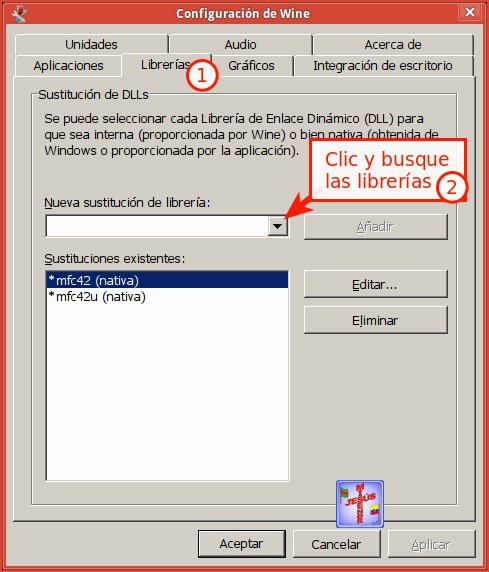 Configuración de Wine
Unidades
Audio
Acerca de
Aplicaciones
Librerías
Gráficos
Integración de escritorio
1
Sustitución de DLLs
Se puede seleccionar cada Librería de Enlace Dinámico (DLL) para
que sea interna (proporcionada por Wine) o bien nativa (obtenida de
Windows o proporcionada por la aplicación).
Clic y busque
las librerías
2
Nueva sustitución de librería:
Añadir
Sustituciones existentes:
*mfc42 (nativa)
*mfc42u (nativa)
Editar...
Eliminar
JESÚS
Aceptar
Cancelar
Aplicar